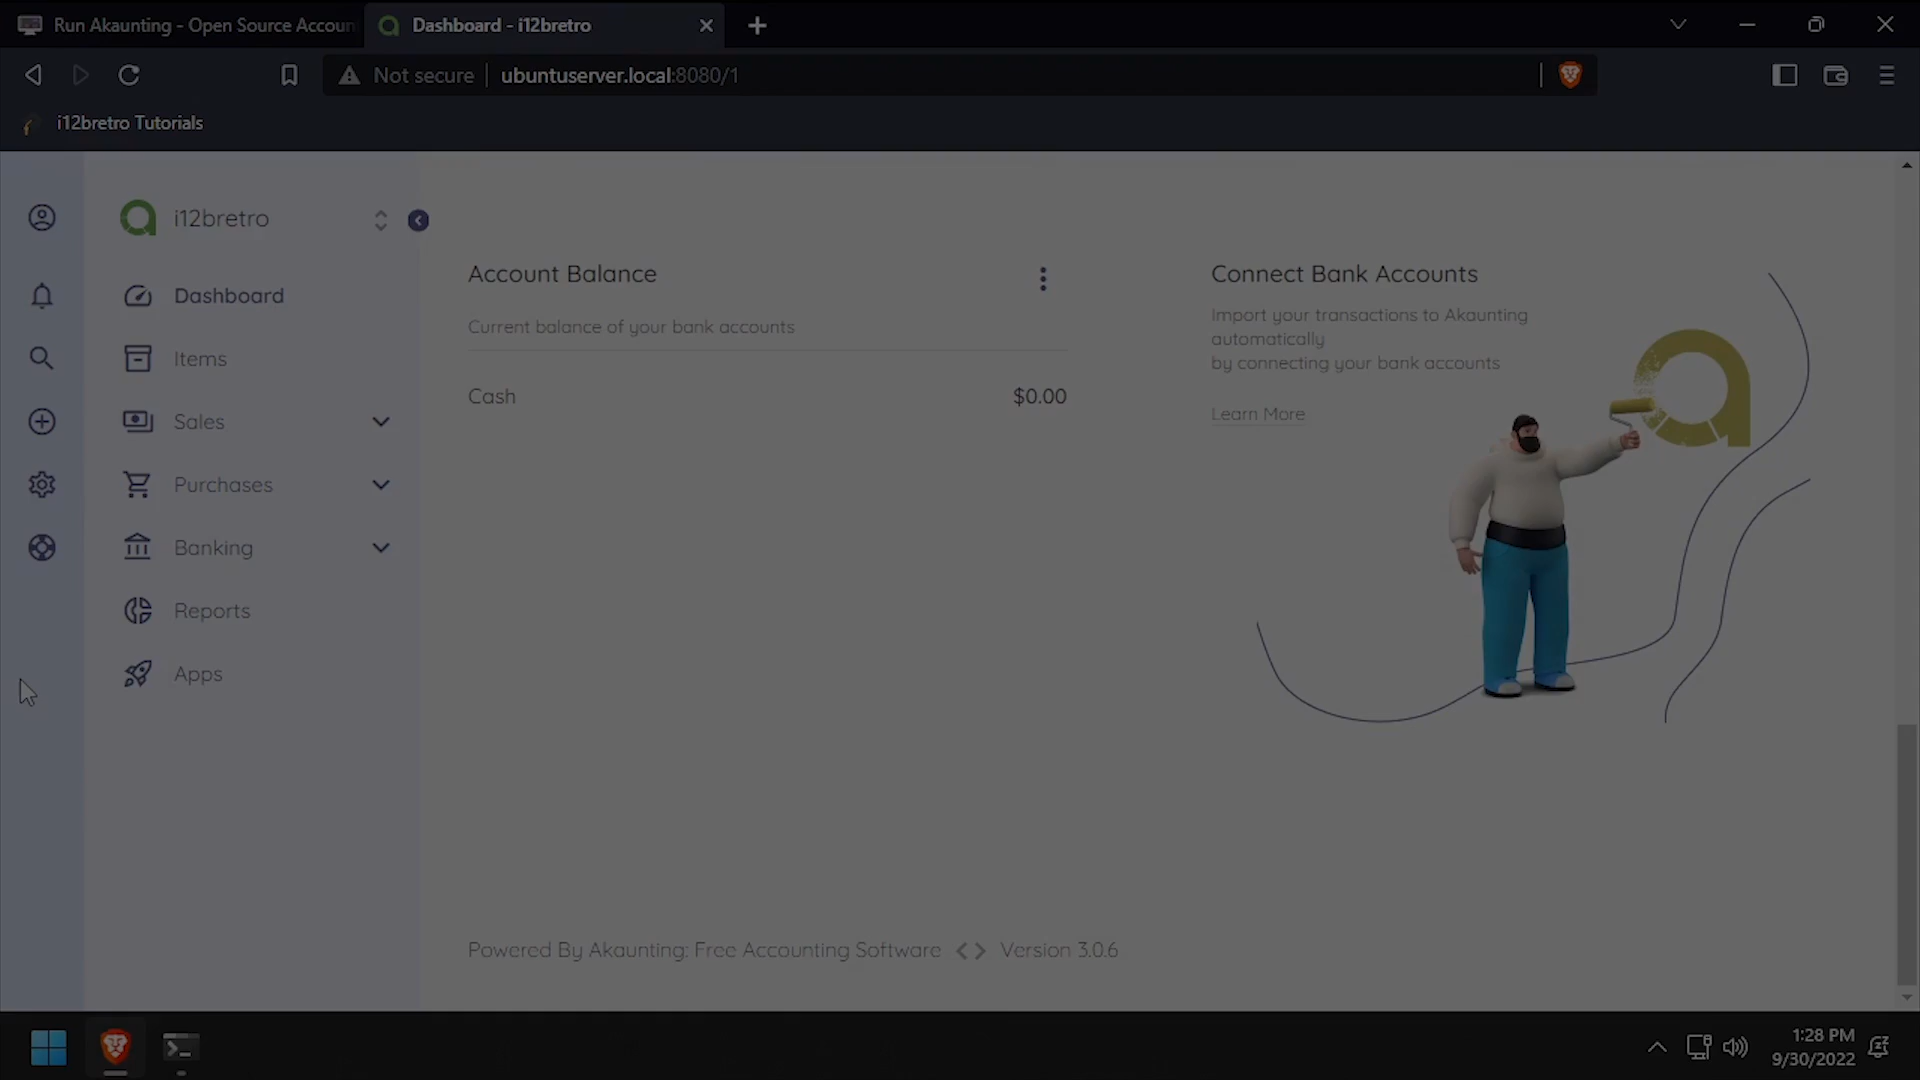 Run Akaunting - Open Source Accoun
Dashboard - i12bretro
Not secure
ubuntuserver.local:8080/1
i12bretro Tutorials
i12bretro
Dashboard
Items
Sales
Purchases
Banking
Reports
Apps
Account Balance
Current balance of your bank accounts
Cash
$0.00
Connect Bank Accounts
Import your transactions to Akaunting
automatically
by connecting your bank accounts
Learn More
Powered By Akaunting: Free Accounting Software <> Version 3.0.6
1:28 PM
9/30/2022